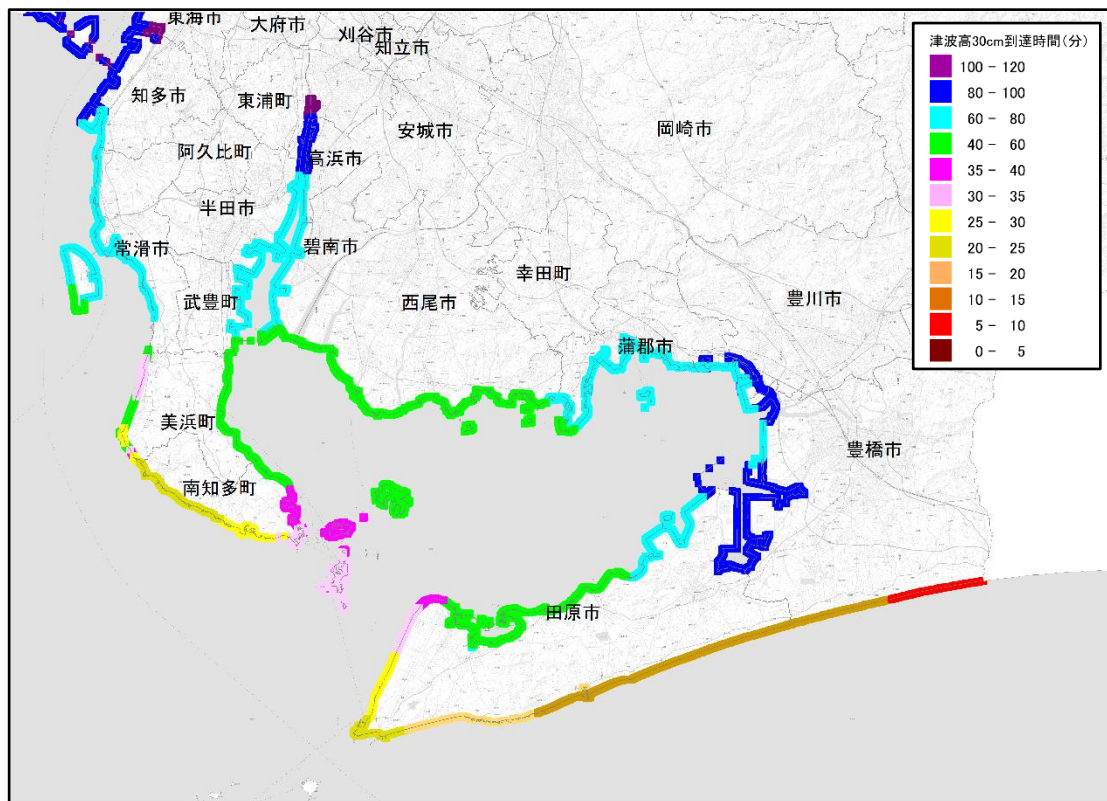 東海市
大府市
刈谷市
知立市
知多市
東浦町
安城市
岡崎市
阿久比町
高浜市
半田市
常滑市
碧南市
武豊町
西尾市
幸田町
豊川市
蒲郡市
美浜町
豊橋市
南知多町
田原市
津波高30cm到達時間(分)
100 - 120
80 - 100
60 - 80
40 - 60
35 - 40
30 - 35
25 - 30
20 - 25
15 - 20
10 - 15
5 - 10
0 - 5